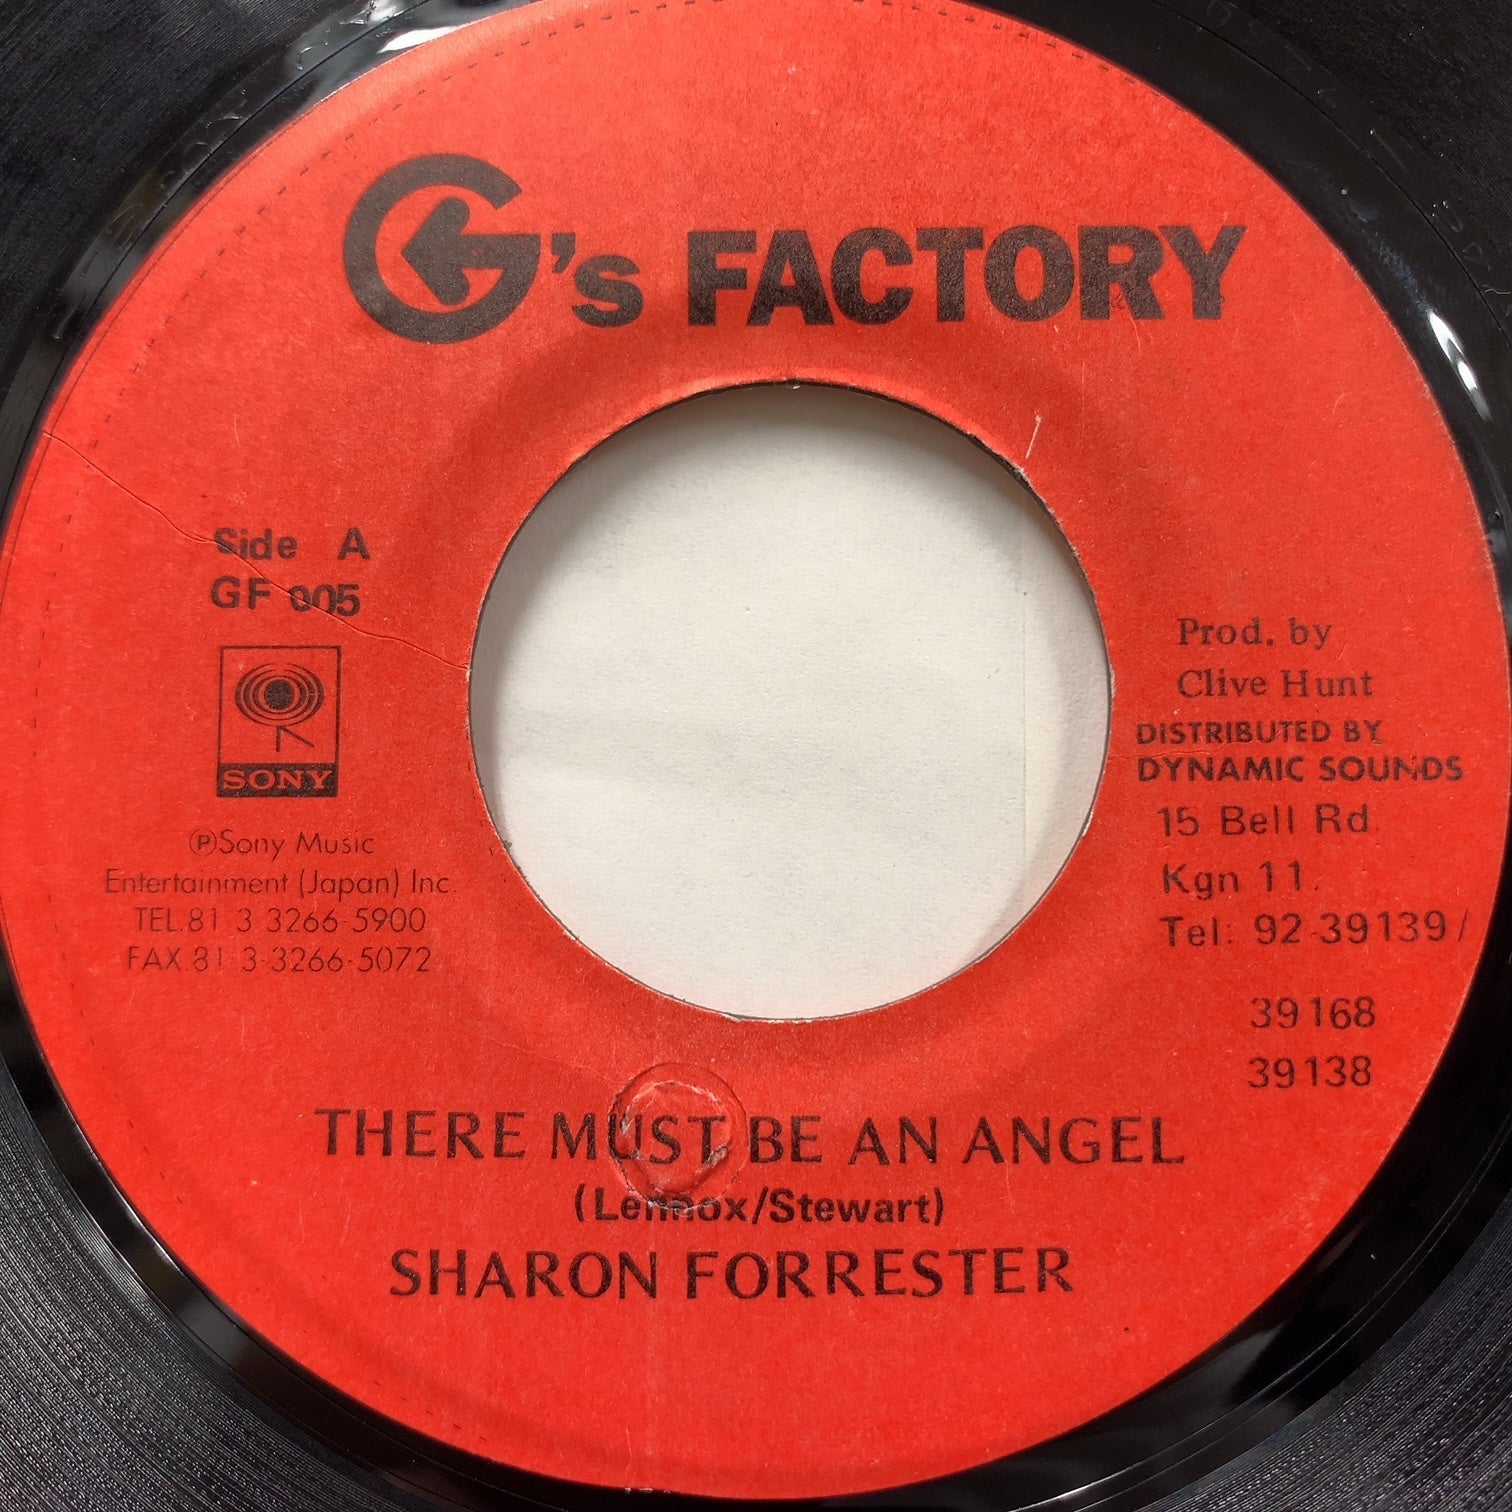 G's FACTORY
Side A
GF 005
SONY
℗Sony Music
Entertainment (Japan) Inc.
TEL.81 3 3266-5900
FAX.81 3-3266-5072
Prod. by
Clive Hunt
DISTRIBUTED BY
DYNAMIC SOUNDS
15 Bell Rd
Kgn 11.
Tel: 92-39139/
39168
39138
THERE MUST BE AN ANGEL
(Lennox/Stewart)
SHARON FORRESTER